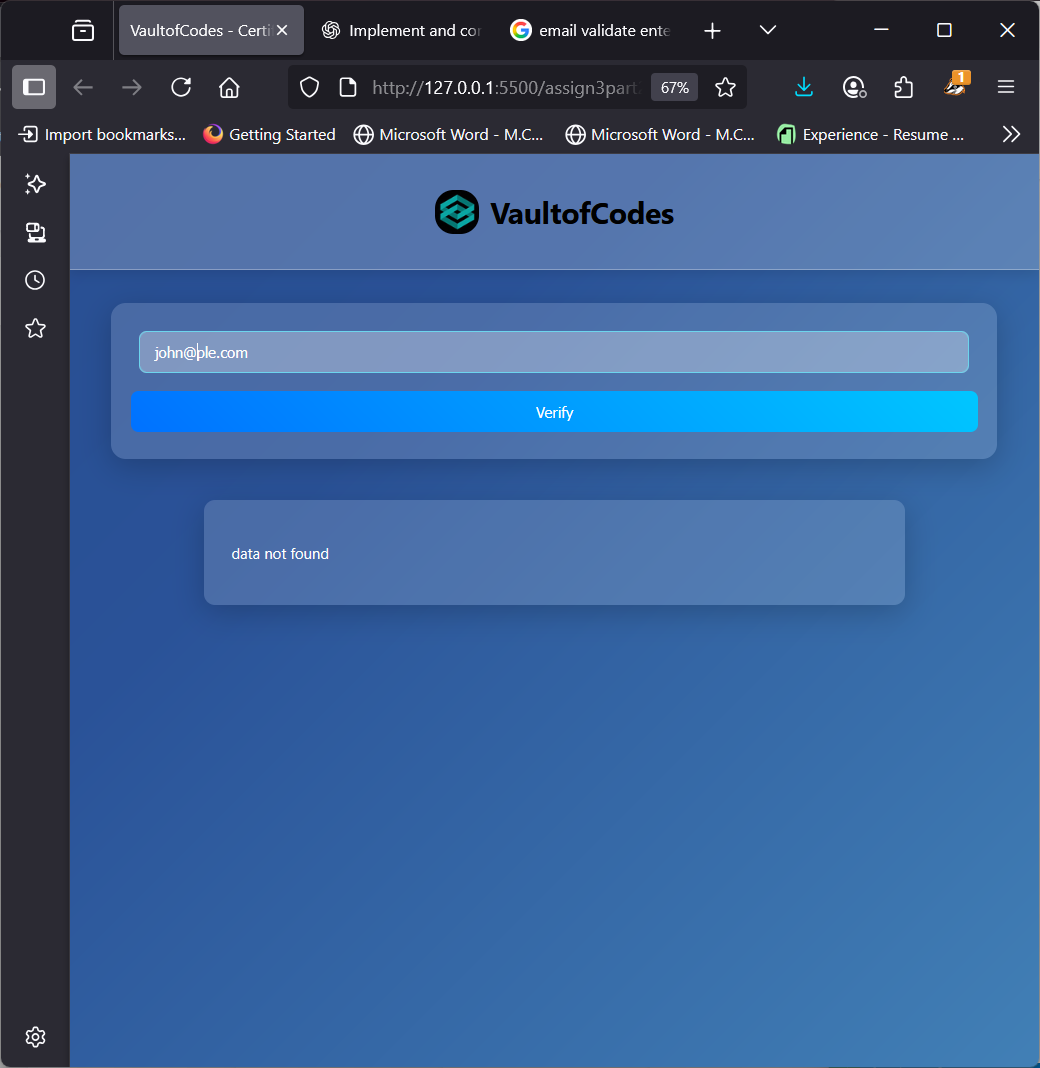 VaultofCodes - Certi
Implement and cor
email validate ente
http://127.0.0.1:5500/assign3part
67%
1
Import bookmarks...
Getting Started
Microsoft Word - M.C...
Microsoft Word - M.C...
Experience - Resume ...
VaultofCodes
john@ple.com
Verify
data not found